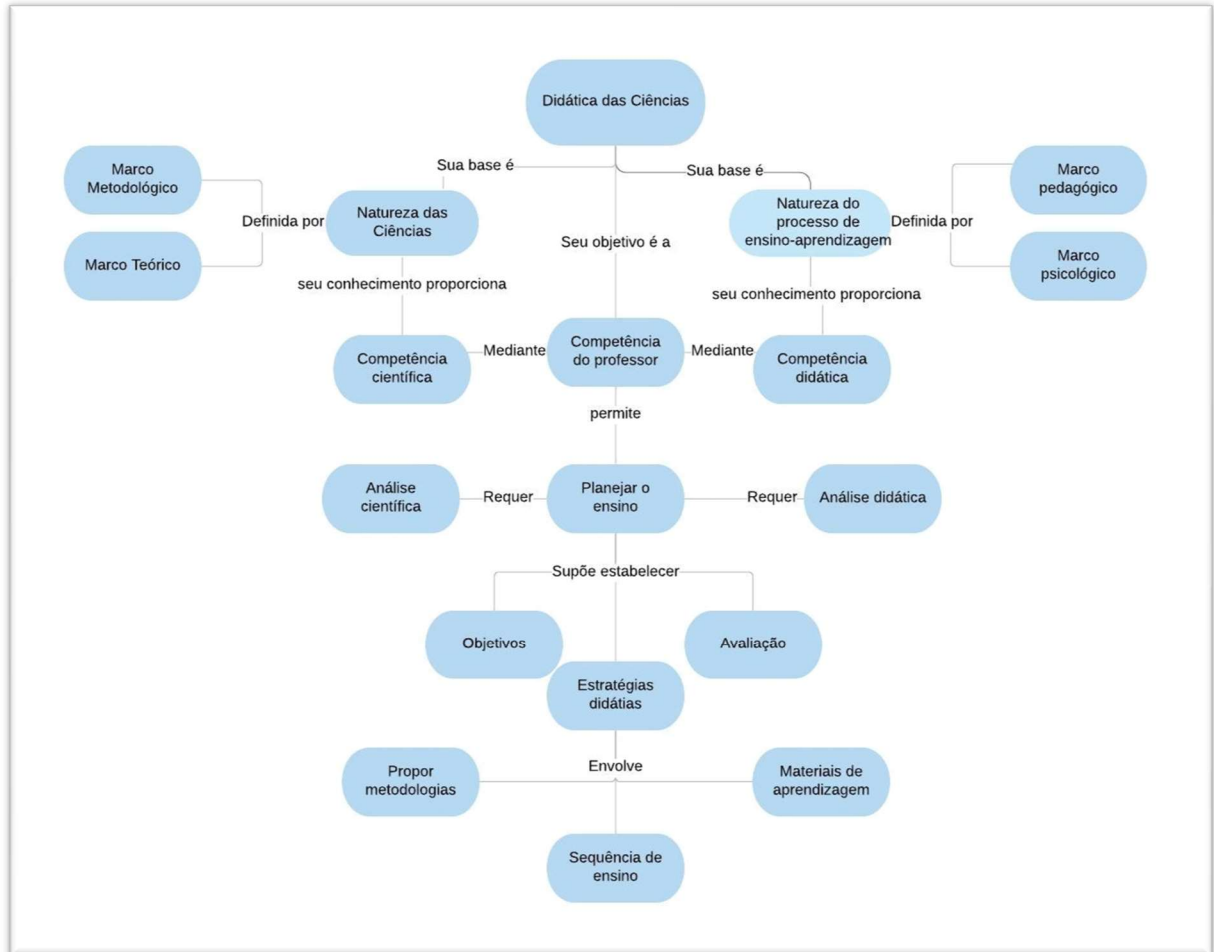 Didática das Ciências
Sua base é
Sua base é
Marco
Metodológico
Marto Teórico
Definida por
Natureza das
Ciências
Natureza do
processo de
ensino-aprendizagem
Definida por
Marco
pedagógico
Marco
psicológico
Seu objetivo é a
seu conhecimento proporciona
seu conhecimento proporciona
Competência
científica
Mediante
Competência
do professor
Mediante
Competência
didática
permite
Análise
científica
Requer
Planejar o
ensino
Requer
Análise didática
Supõe estabelecer
Objetivos
Avaliação
Estratégias
didátias
Envolve
Propor
metodologias
Materiais de
aprendizagem
Sequência de
ensino